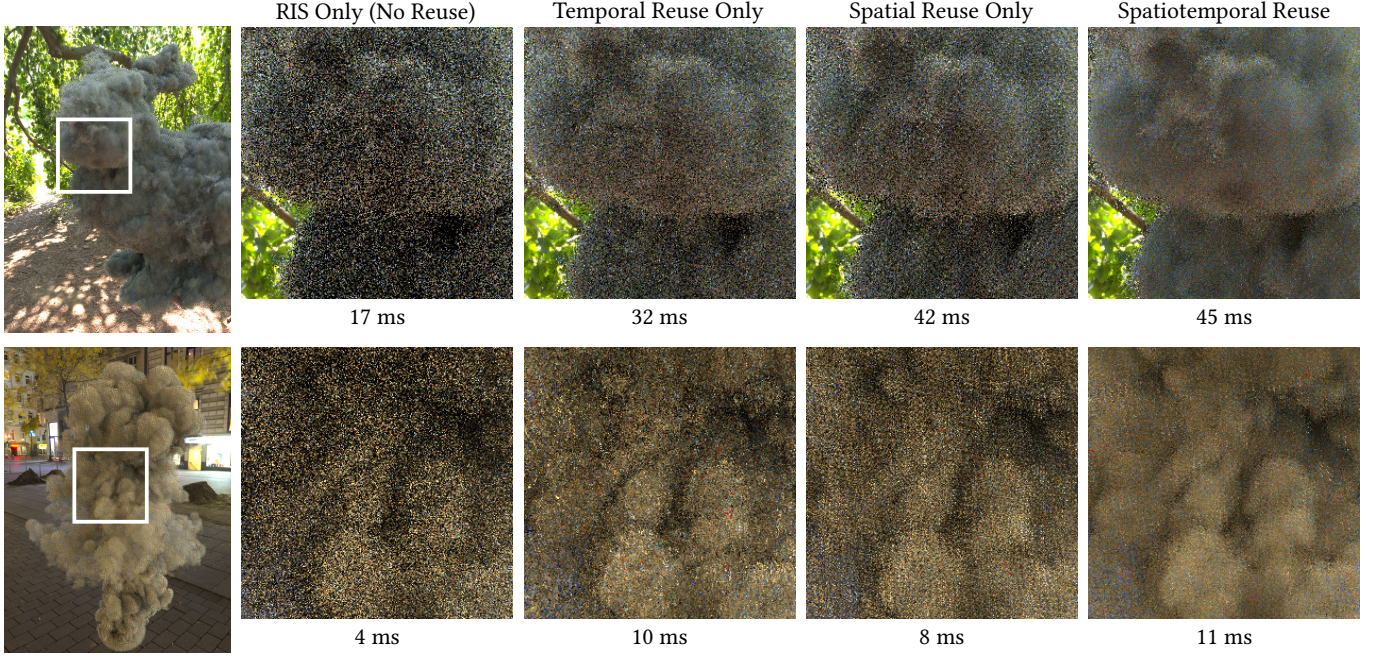 RIS Only (No Reuse) Temporal Reuse Only Spatial Reuse Only Spatiotemporal Reuse
17 ms 32 ms 42 ms 45 ms
4 ms 10 ms 8 ms 11 ms